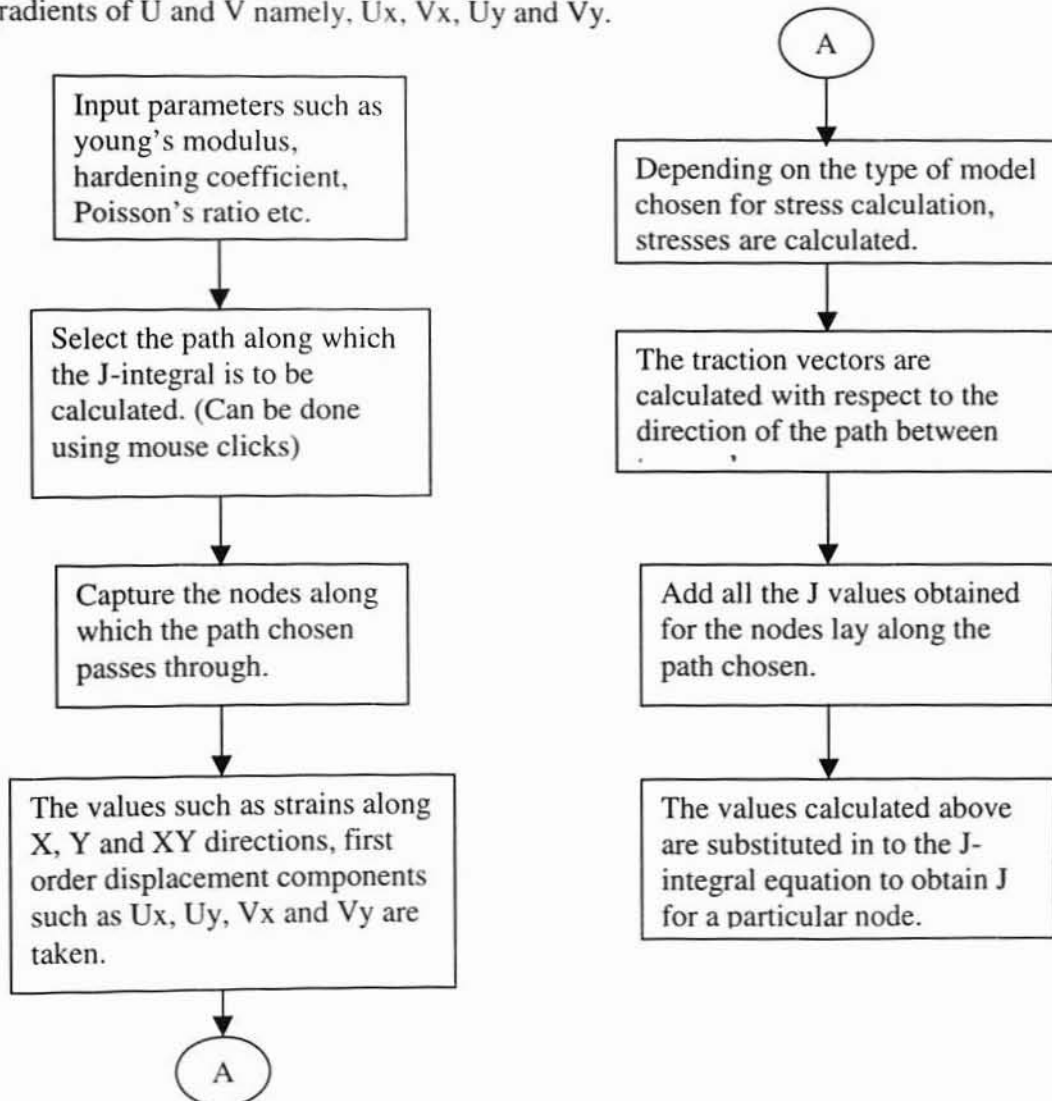 radients of U and V namely, Ux, Vx, Uy and Vy.
Input parameters such as
young's modulus,
hardening coefficient,
Poisson's ratio etc.
Select the path along which
the J-integral is to be
calculated. (Can be done
using mouse clicks)
Capture the nodes along
which the path chosen
passes through.
The values such as strains along
X, Y and XY directions, first
order displacement components
such as Ux, Uy, Vx and Vy are
taken.
A
A
Depending on the type of model
chosen for stress calculation,
stresses are calculated.
The traction vectors are
calculated with respect to the
direction of the path between
Add all the J values obtained
for the nodes lay along the
path chosen.
The values calculated above
are substituted in to the J-
integral equation to obtain J
for a particular node.